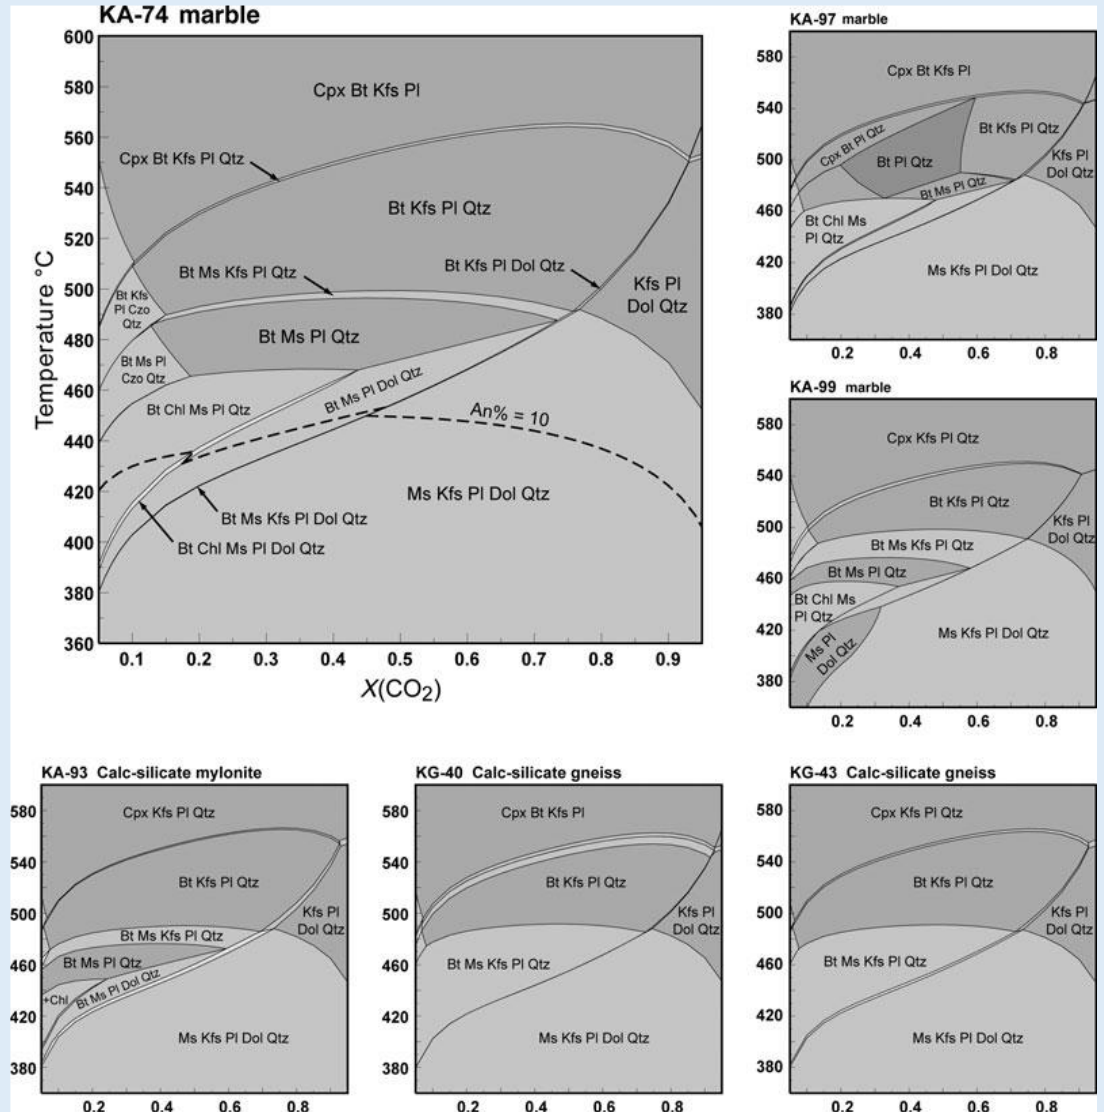 KA-74 marble
Temperature °C
600
580
560
540
520
500
480
460
440
420
400
380
360
Cpx Bt Kfs Pl
Cpx Bt Kfs Pl Qtz
Bt Kfs Pl Qtz
Bt Ms Kfs Pl Qtz
Bt Kfs Pl Dol Qtz
Kfs Pl
Dol Qtz
Bt Kfs
Pl Czo
Qtz
Bt Ms Pl Qtz
Bt Ms Pl
Czo Qtz
Bt Chl Ms Pl Qtz
Bt Ms Pl Dol Qtz
An% = 10
Ms Kfs Pl Dol Qtz
Bt Ms Kfs Pl Dol Qtz
Bt Chl Ms Pl Dol Qtz
0.1 0.2 0.3 0.4 0.5 0.6 0.7 0.8 0.9
X(CO2)
KA-97 marble
580
540
500
460
420
380
Cpx Bt Kfs Pl
Cpx Bt Pl Qtz
Bt Kfs Pl Qtz
Bt Pl Qtz
Kfs Pl
Dol Qtz
Bt Ms Pl Qtz
Bt Chl Ms
Pl Qtz
Ms Kfs Pl Dol Qtz
0.2 0.4 0.6 0.8
KA-99 marble
580
540
500
460
420
380
Cpx Kfs Pl Qtz
Bt Kfs Pl Qtz
Kfs Pl
Dol Qtz
Bt Ms Kfs Pl Qtz
Bt Ms Pl Qtz
Bt Chl Ms
Pl Qtz
Ms Pl
Dol Qtz
Ms Kfs Pl Dol Qtz
0.2 0.4 0.6 0.8
KA-93 Calc-silicate mylonite
580
540
500
460
420
380
Cpx Kfs Pl Qtz
Bt Kfs Pl Qtz
Kfs Pl
Dol Qtz
Bt Ms Kfs Pl Qtz
Bt Ms Pl Qtz
+Chl
Bt Ms Pl Dol Qtz
Ms Kfs Pl Dol Qtz
0.2 0.4 0.6 0.8
KG-40 Calc-silicate gneiss
580
540
500
460
420
380
Cpx Bt Kfs Pl
Bt Kfs Pl Qtz
Kfs Pl
Dol Qtz
Bt Ms Kfs Pl Qtz
Ms Kfs Pl Dol Qtz
0.2 0.4 0.6 0.8
KG-43 Calc-silicate gneiss
580
540
500
460
420
380
Cpx Kfs Pl Qtz
Bt Kfs Pl Qtz
Kfs Pl
Dol Qtz
Bt Ms Kfs Pl Qtz
Ms Kfs Pl Dol Qtz
0.2 0.4 0.6 0.8